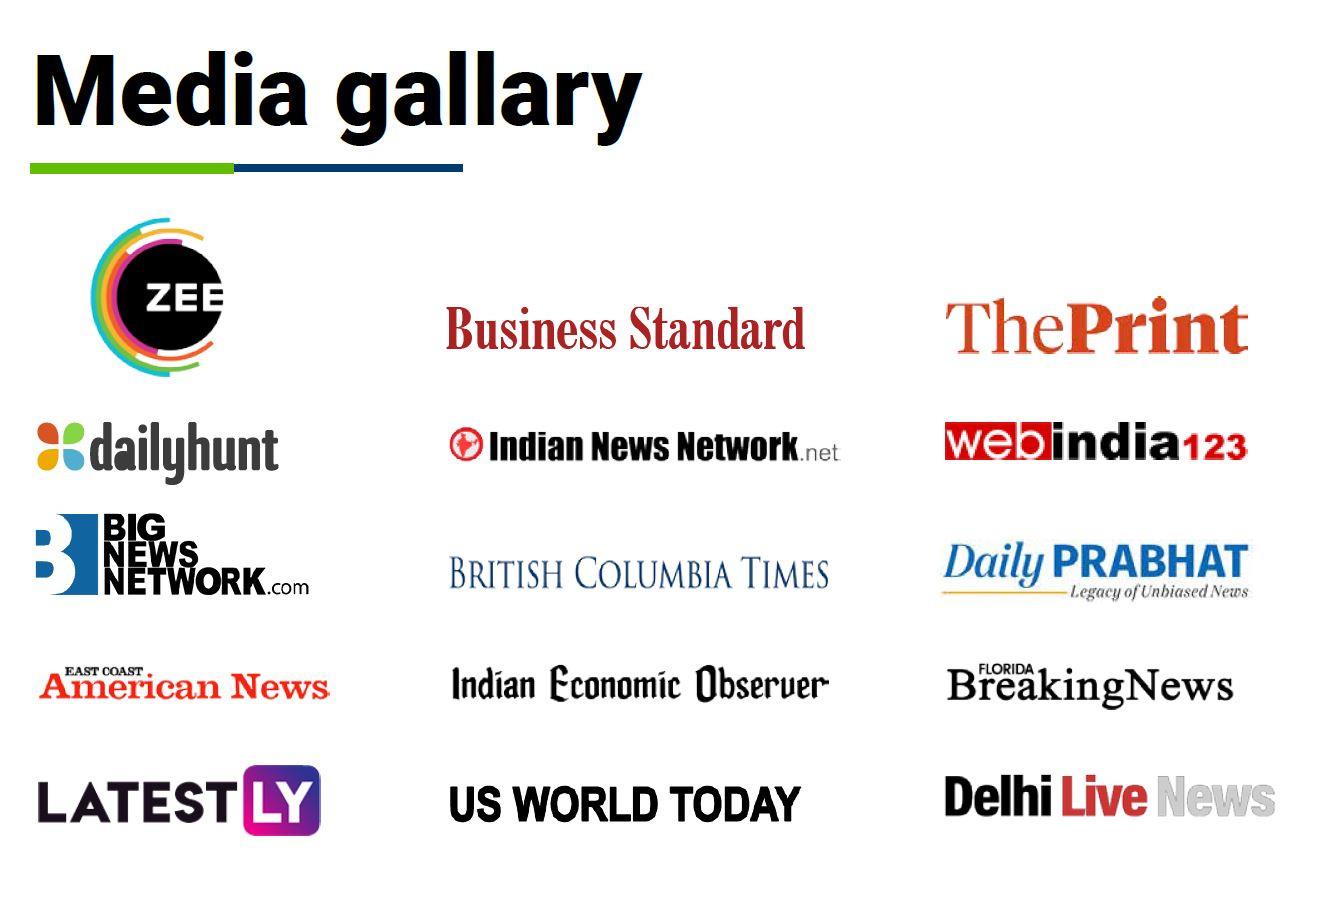 Media gallary
ZEE
Business Standard
ThePrint
dailyhunt
Indian News Network.net
webindia123
B BIG
NEWS
NETWORK.com
BRITISH COLUMBIA TIMES
Daily PRABHAT
Legacy of Unbiased News
EAST COAST
American News
Indian Economic Observer
FLORIDA
BreakingNews
LATESTLY
US WORLD TODAY
Delhi Live News